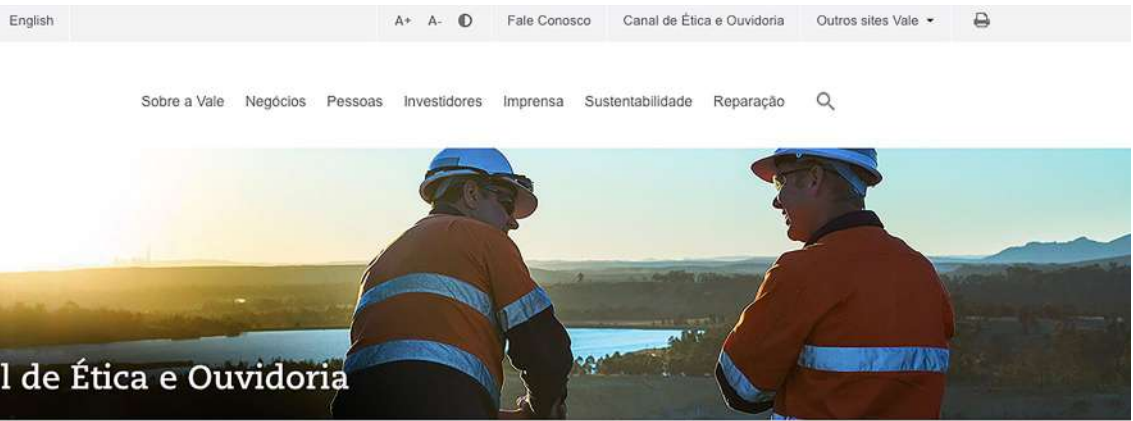 English A+ A- Fale Conosco Canal de Ética e Ouvidoria Outros sites Vale
Sobre a Vale Negócios Pessoas Investidores Imprensa Sustentabilidade Reparação
l de Ética e Ouvidoria